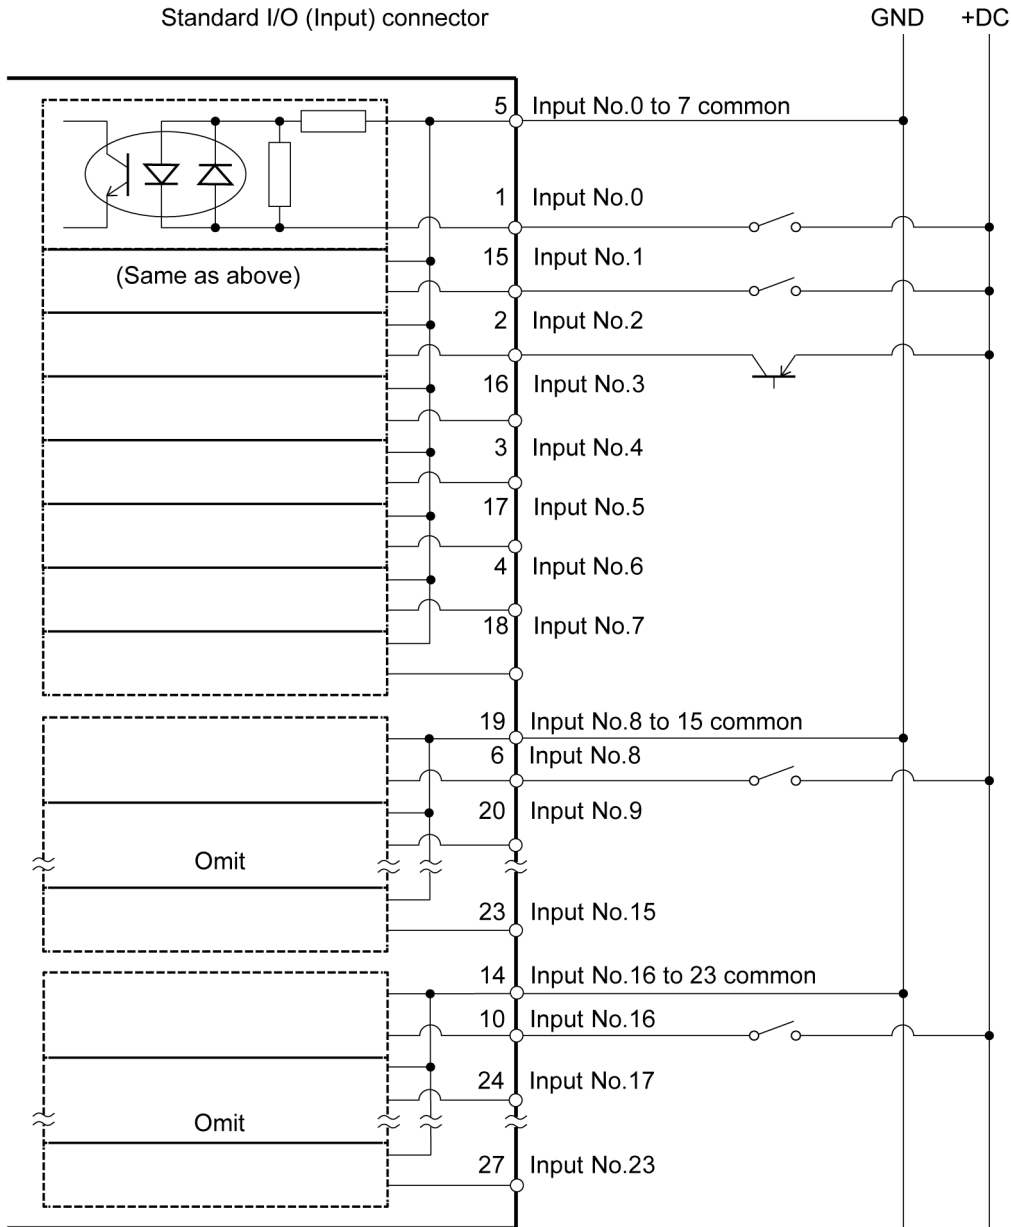 Standard I/O (Input) connector GND +DC
5 Input No.0 to 7 common
1 Input No.0
15 Input No.1
(Same as above)
2 Input No.2
16 Input No.3
3 Input No.4
17 Input No.5
4 Input No.6
18 Input No.7
19 Input No.8 to 15 common
6 Input No.8
20 Input No.9
Omit
23 Input No.15
14 Input No.16 to 23 common
10 Input No.16
24 Input No.17
Omit
27 Input No.23